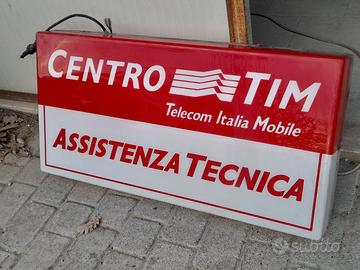 CENTRO TIM
Telecom Italia Mobile
ASSISTENZA TECNICA
subito